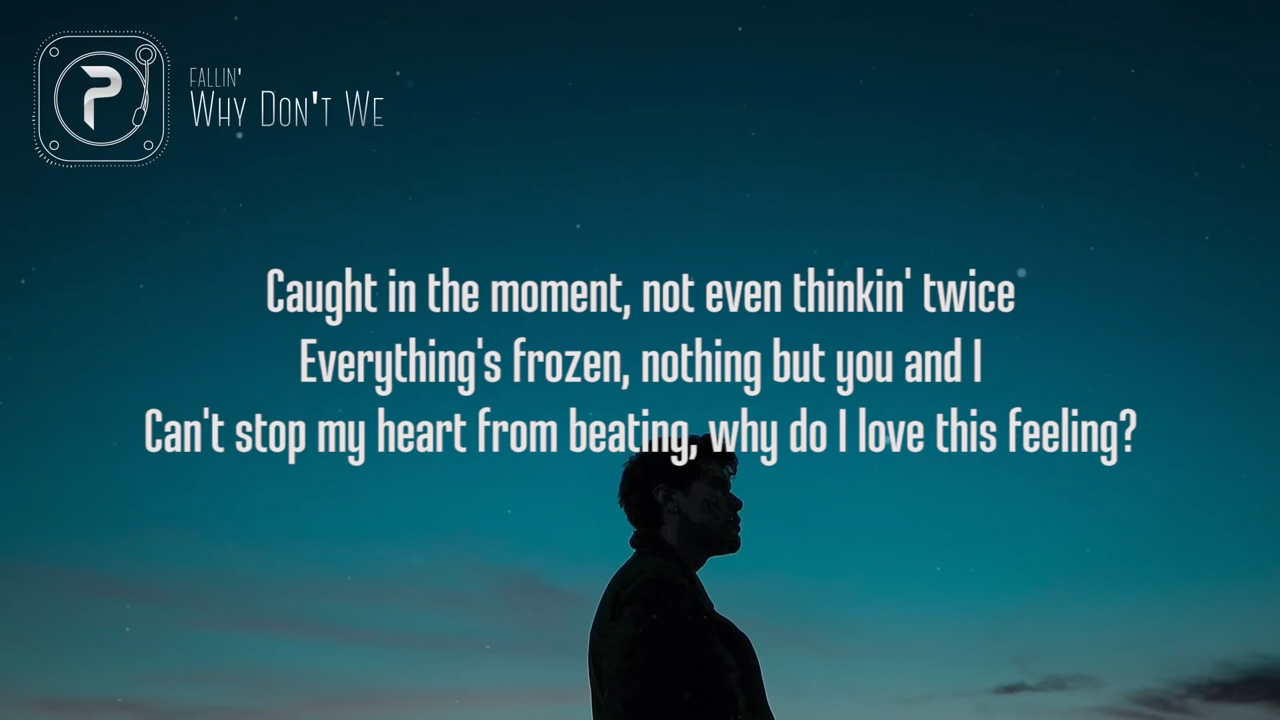 FALLIN'
WHY DON'T WE
Caught in the moment, not even thinkin' twice
Everything's frozen, nothing but you and I
Can't stop my heart from beating, why do I love this feeling?